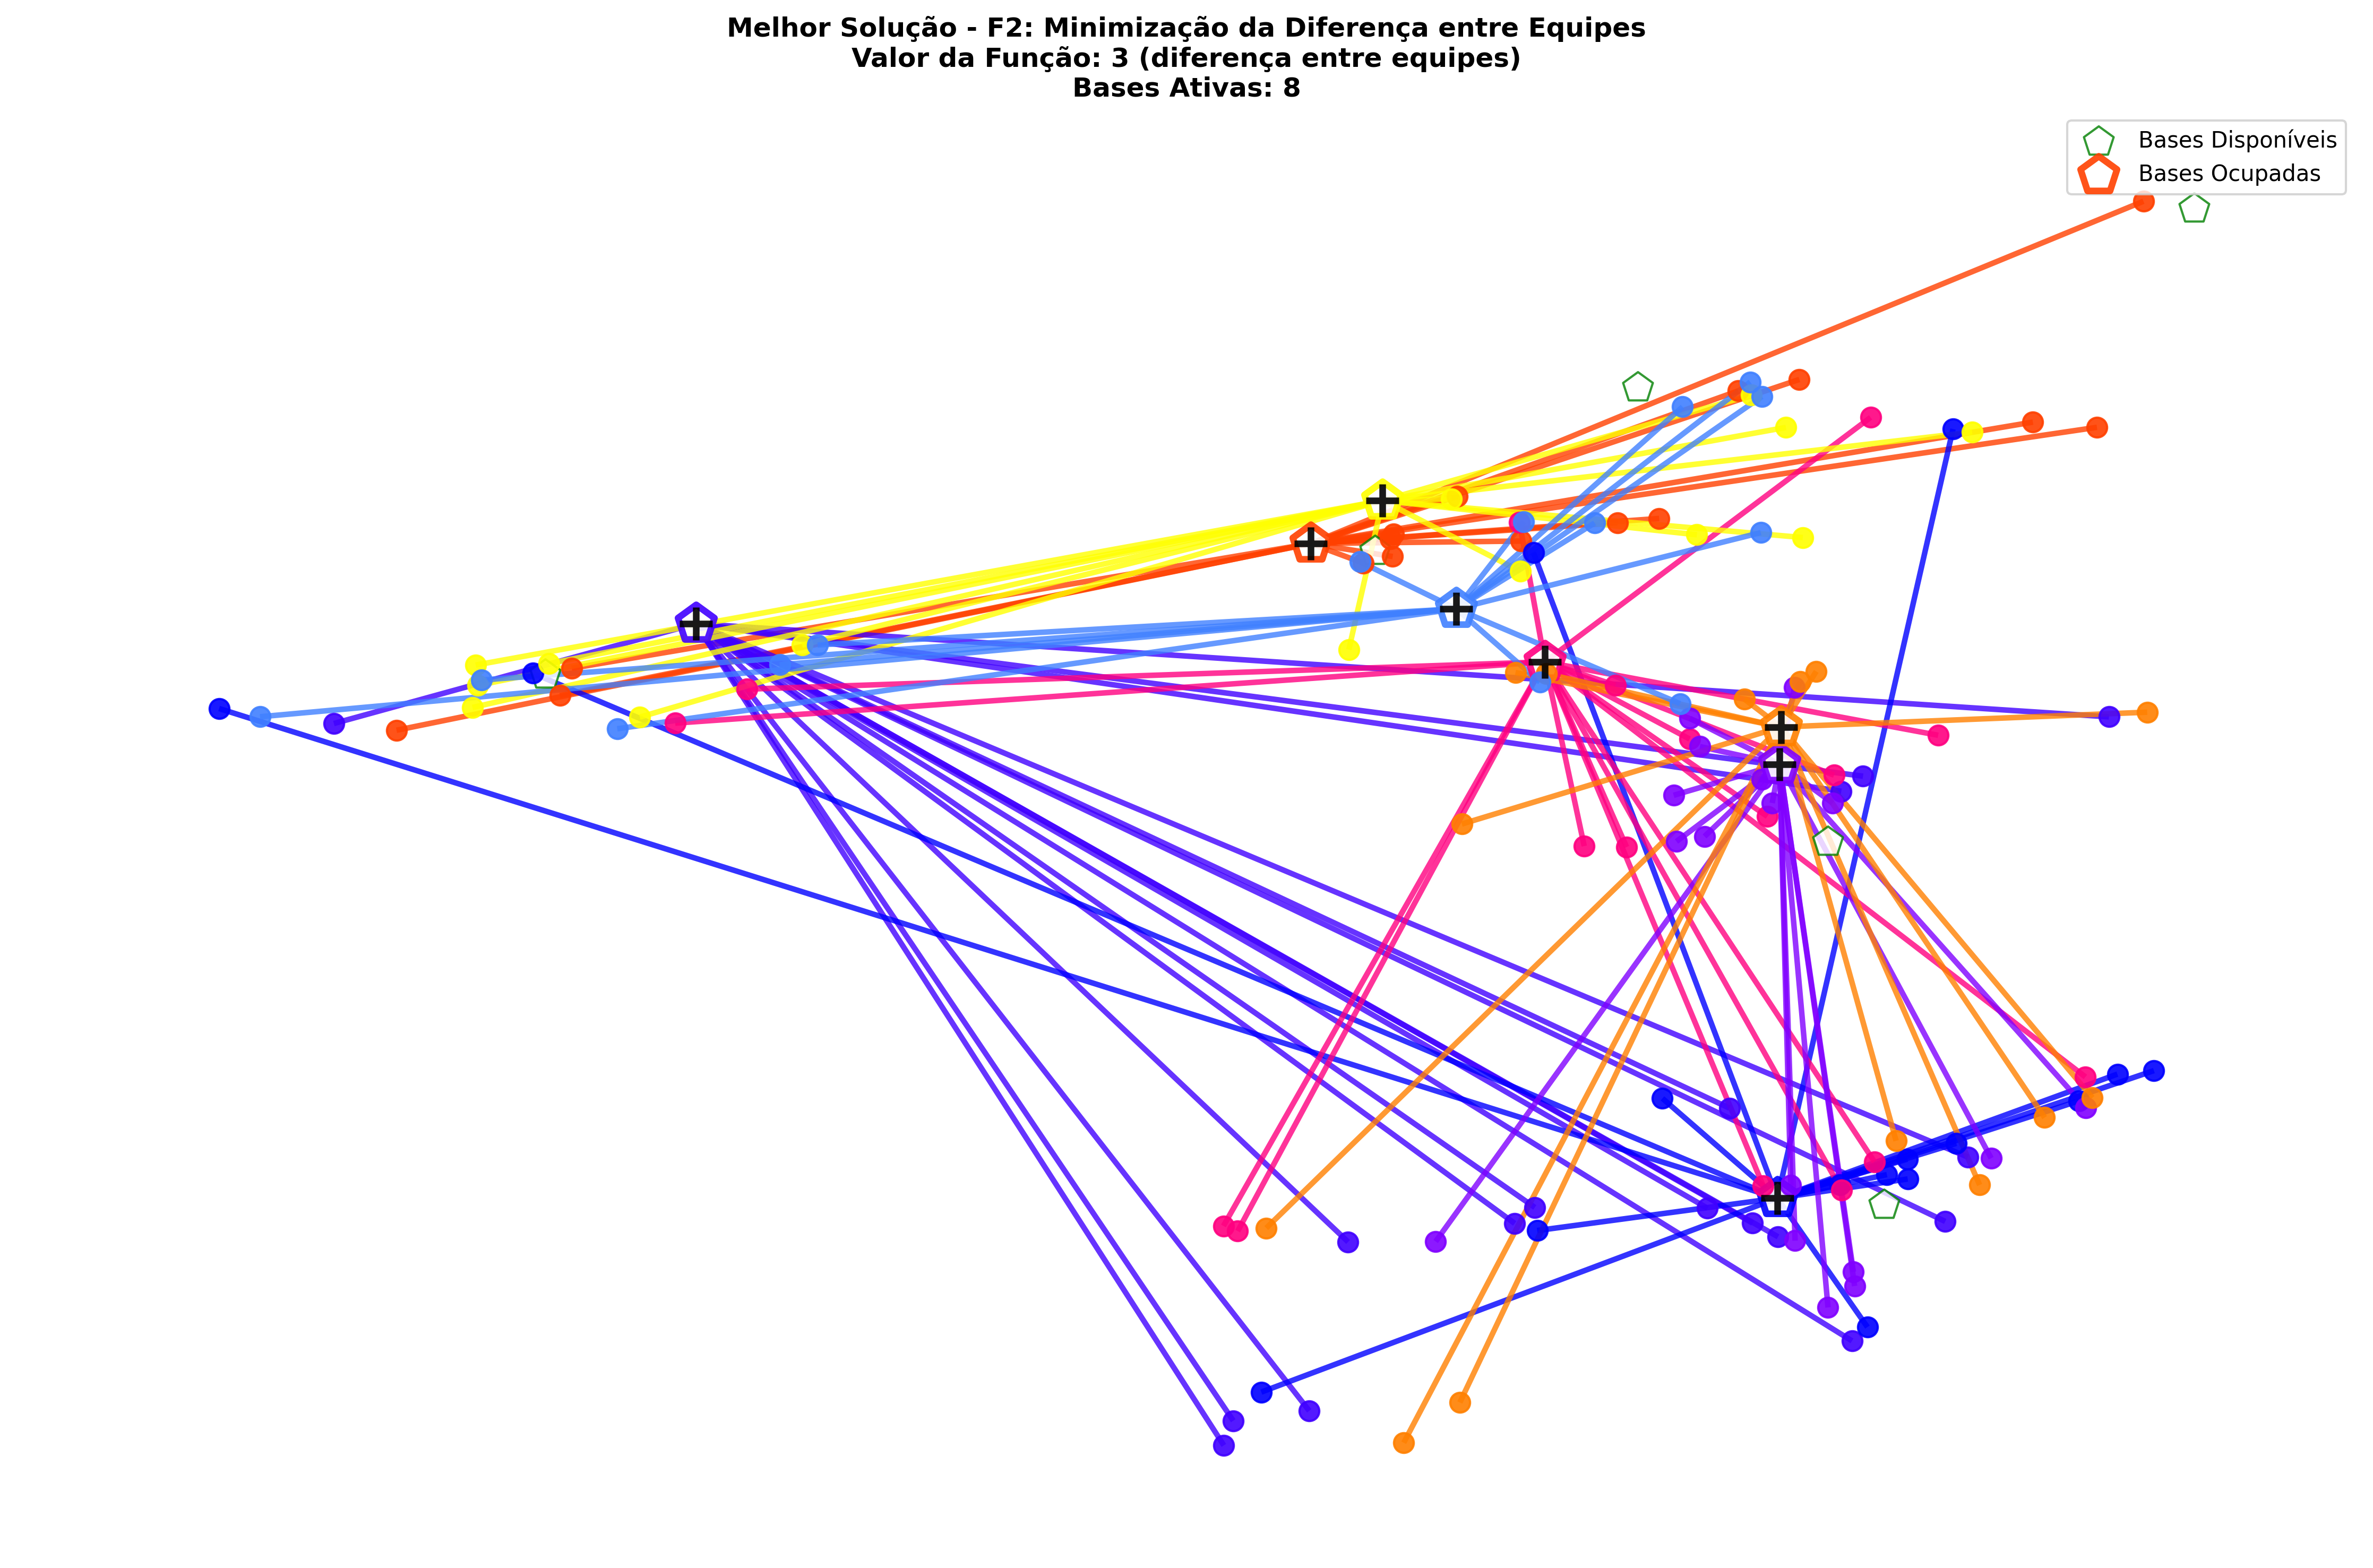 Melhor Solução - F2: Minimização da Diferença entre Equipes
Valor da Função: 3 (diferença entre equipes)
Bases Ativas: 8
Bases Disponíveis
Bases Ocupadas